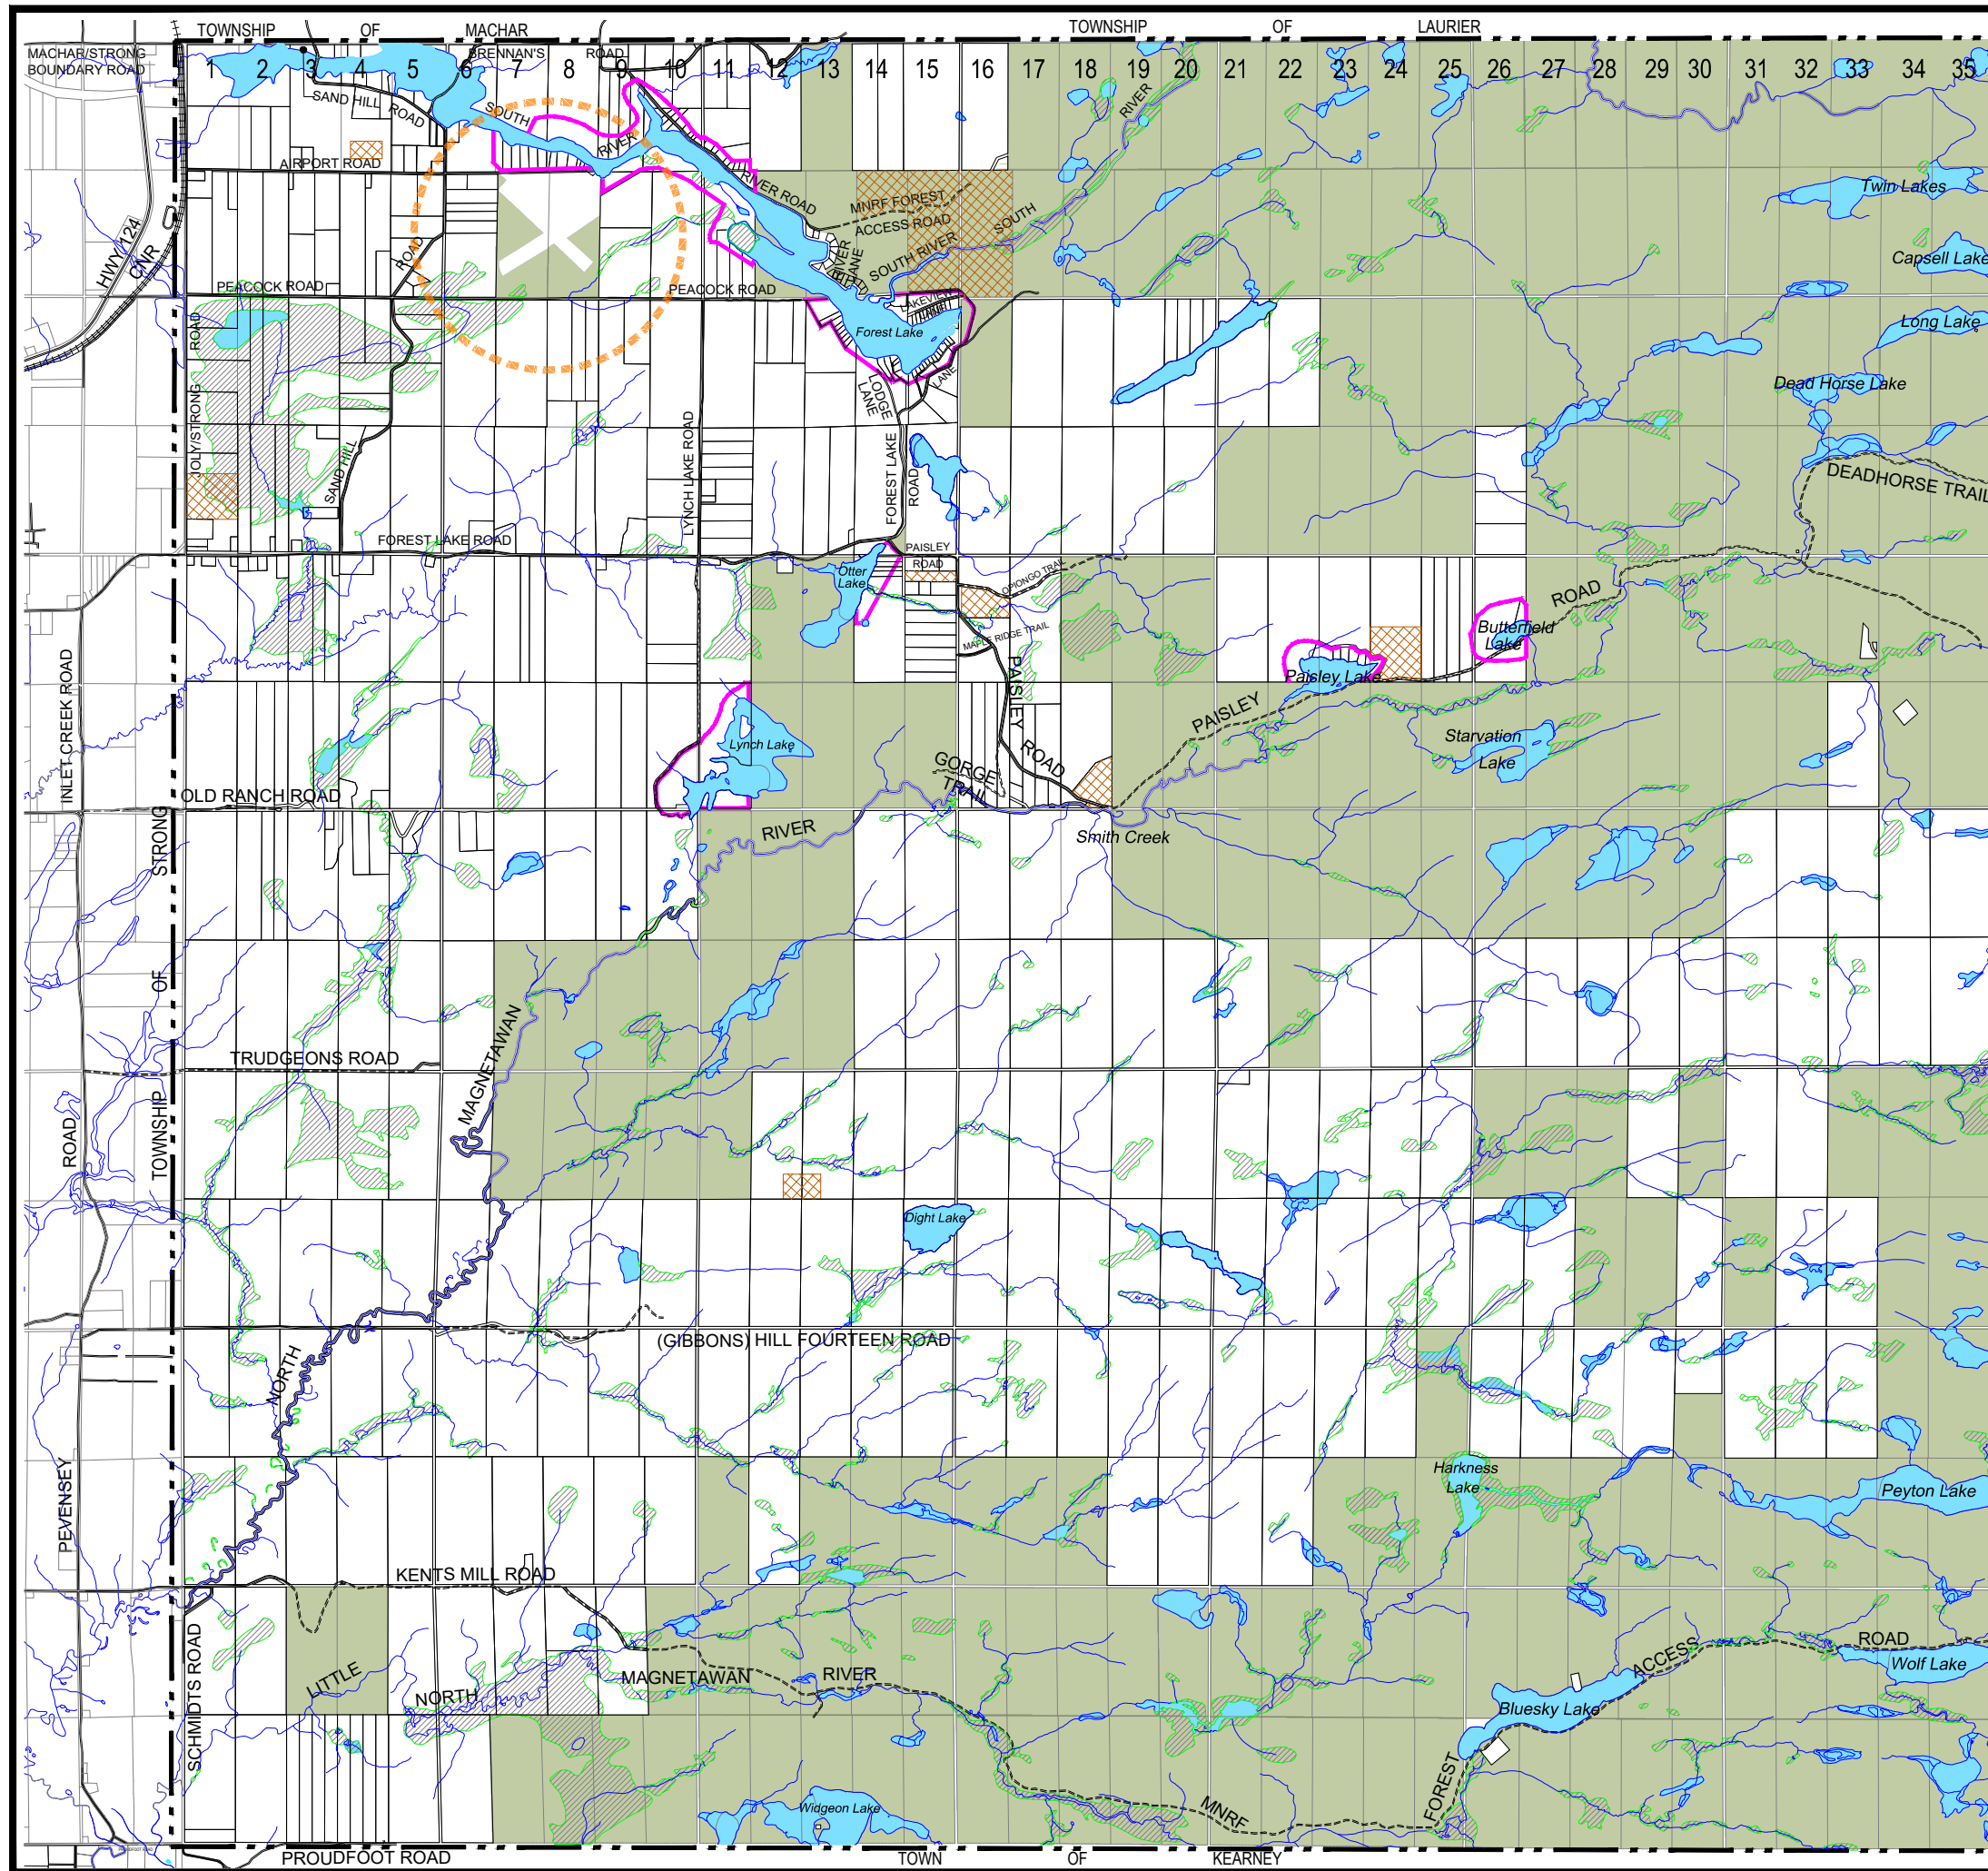 TOWNSHIP OF MACHAR
TOWNSHIP OF LAURIER
MACHAR/STRONG
BOUNDARY ROAD
BRENNAN'S ROAD
1 2 3 4 5 6 7 8 9 10 11 12 13 14 15 16 17 18 19 20 21 22 23 24 25 26 27 28 29 30 31 32 33 34 35
SAND HILL ROAD
SOUTH
RIVER
RIVER
AIRPORT ROAD
RIVER ROAD
MNRF FOREST
ACCESS ROAD
SOUTH
SOUTH RIVER
RIVER
LANE
Twin Lakes
HWY 124
CNR
ROAD
Capsell Lake
PEACOCK ROAD
PEACOCK ROAD
LAKEVIEW
Forest Lake
Long Lake
JOLY/STRONG ROAD
LODGE
LANE
LANE
Dead Horse Lake
SAND HILL
LYNCH LAKE ROAD
FOREST LAKE
ROAD
DEADHORSE TRAIL
FOREST LAKE ROAD
PAISLEY
ROAD
Otter
Lake
OPIONGO TRAIL
ROAD
MAPLE RIDGE TRAIL
Butterfield
Lake
INLET CREEK ROAD
PAISLEY
ROAD
Paisley Lake
PAISLEY
Lynch Lake
Starvation
Lake
GORGE
TRAIL
OLD RANCH ROAD
RIVER
Smith Creek
TOWNSHIP OF STRONG
MAGNETAWAN
TRUDGEONS ROAD
ROAD
Dight Lake
(GIBBONS) HILL FOURTEEN ROAD
NORTH
PEVENSEY
Harkness
Lake
Peyton Lake
KENTS MILL ROAD
SCHMIDTS ROAD
LITTLE
NORTH
MAGNETAWAN
RIVER
ACCESS
ROAD
Wolf Lake
Bluesky Lake
FOREST
MNRF
Widgeon Lake
PROUDFOOT ROAD
TOWN OF KEARNEY